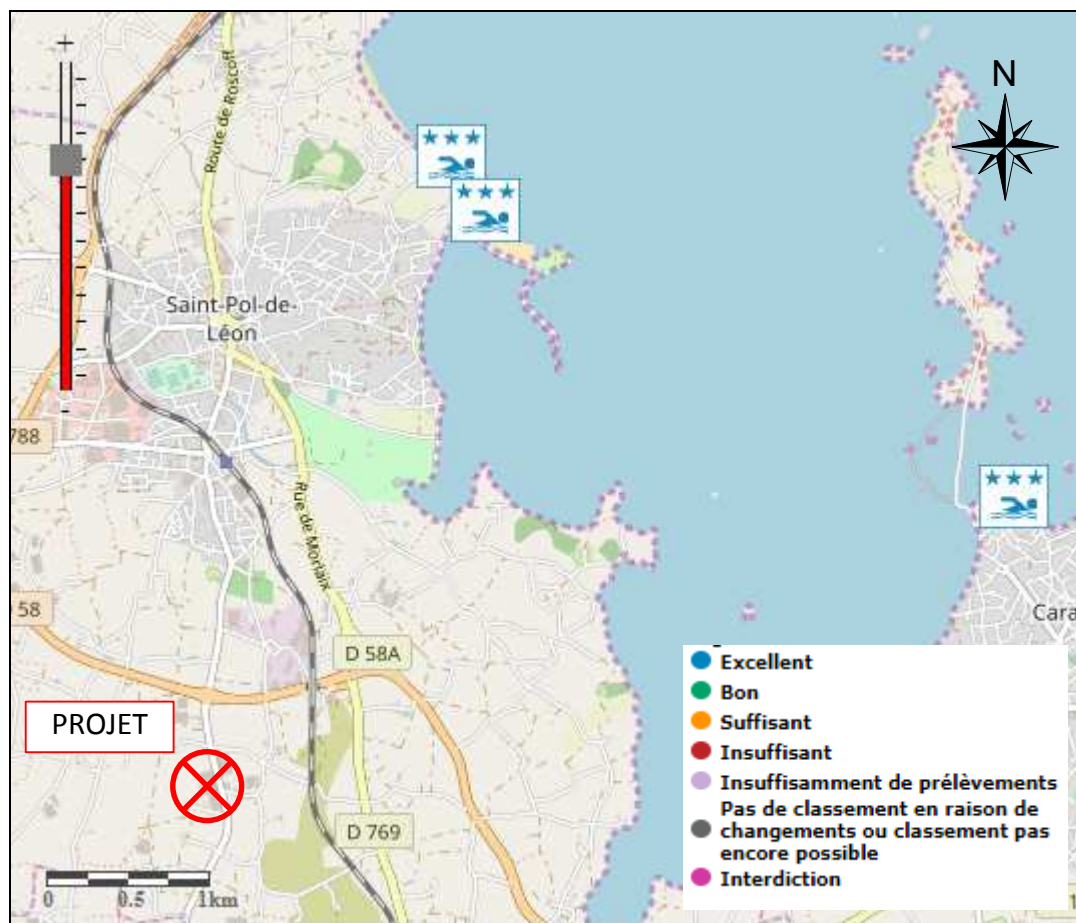 +
N
Route de Roscoff
Saint-Pol-de-
Léon
788
Rue de Morlaix
58
Cara
D 58A
PROJET
D 769
-
0 0.5 1km
Excellent
Bon
Suffisant
Insuffisant
Insuffisamment de prélèvements
Pas de classement en raison de
changements ou classement pas
encore possible
Interdiction
1